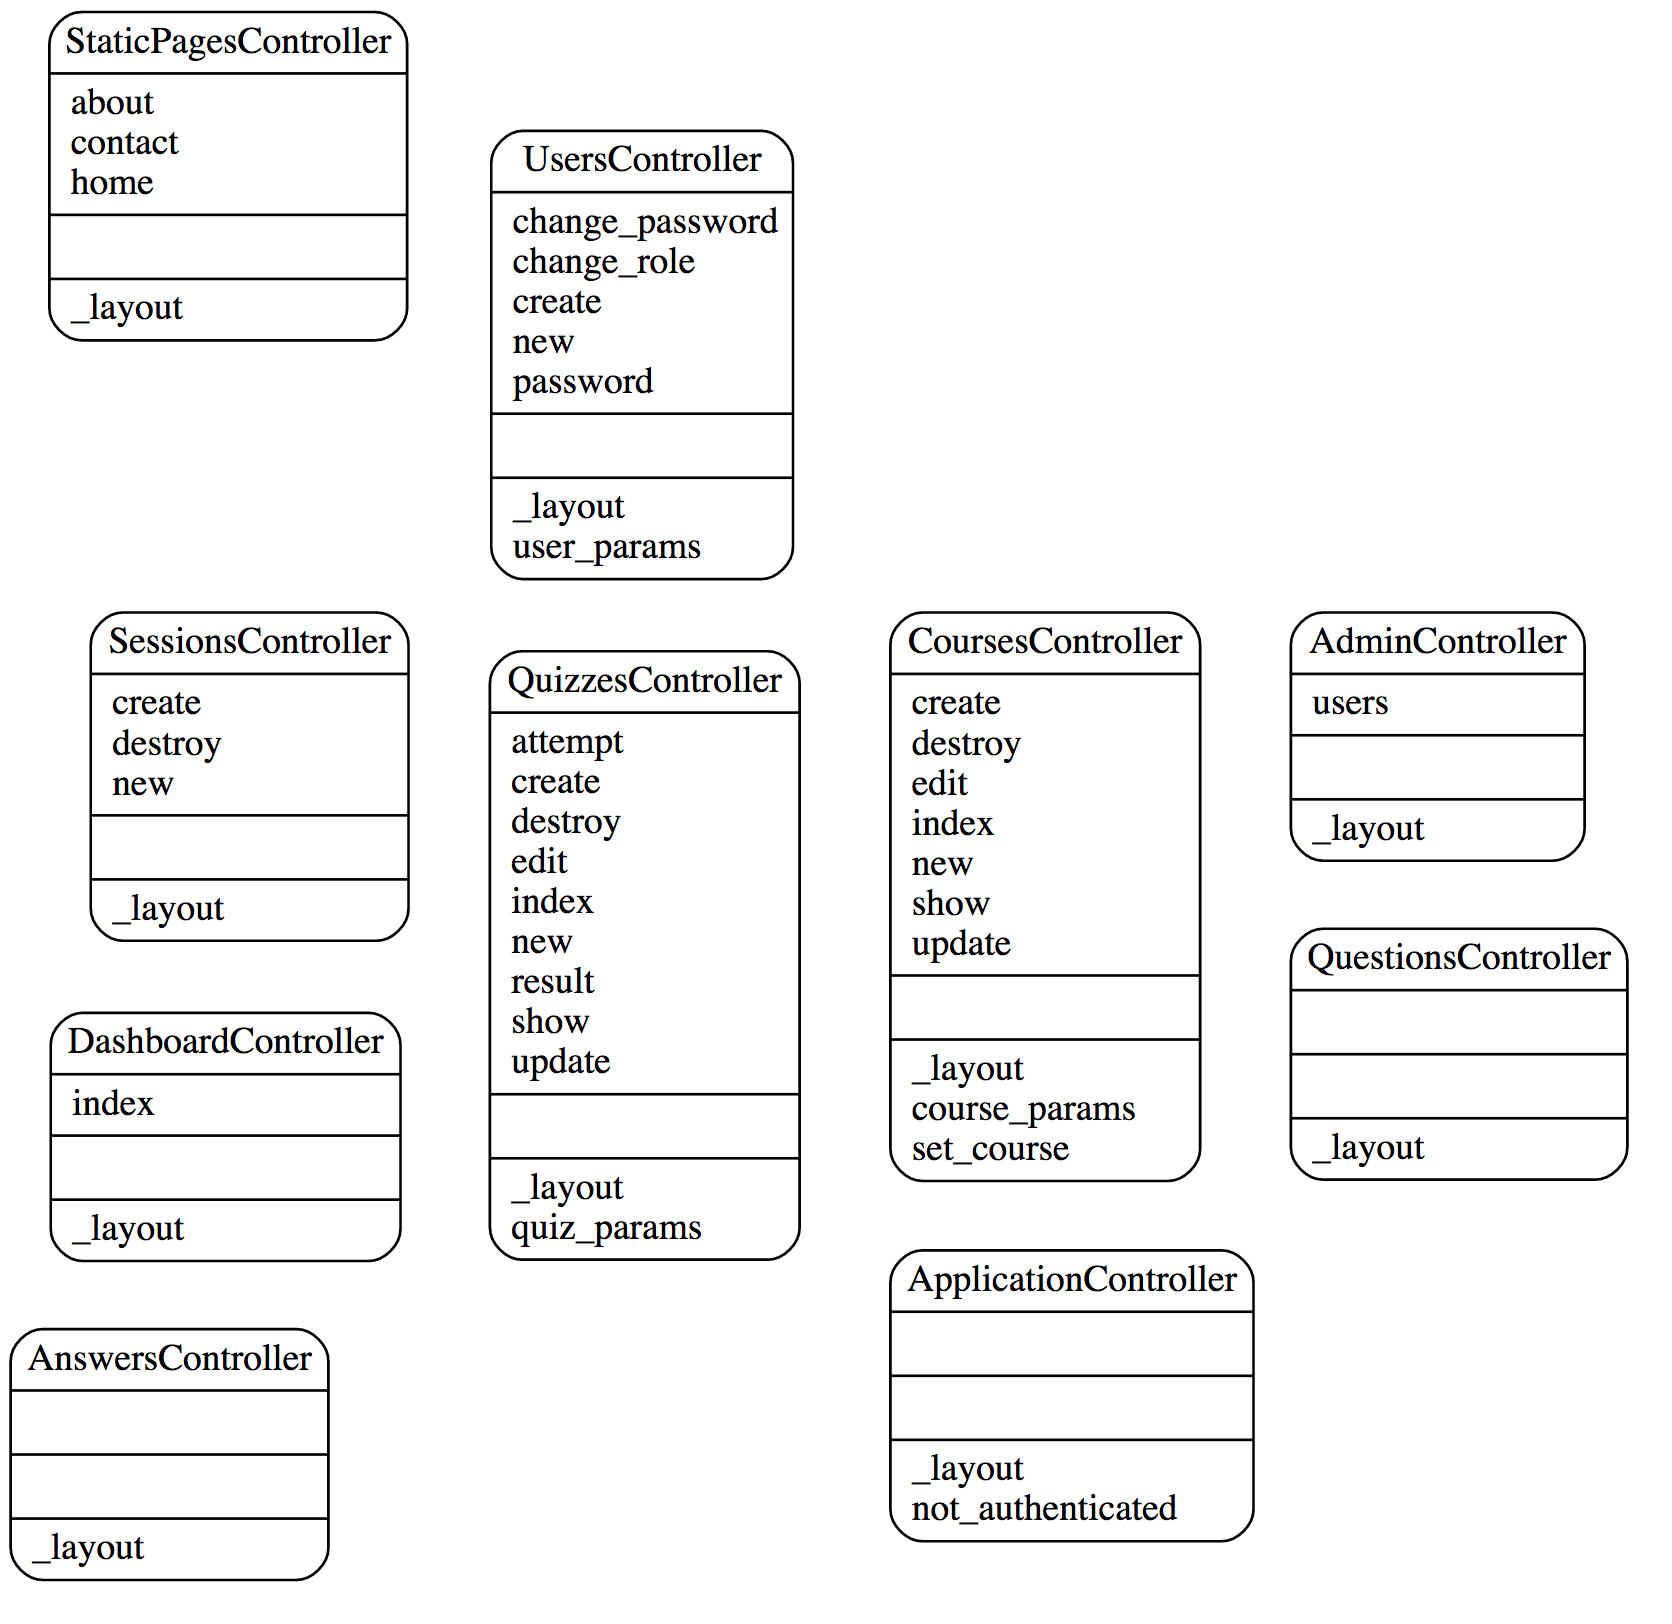 StaticPagesController
about
contact
home
_layout
UsersController
change_password
change_role
create
new
password
_layout
user_params
SessionsController
create
destroy
new
_layout
QuizzesController
attempt
create
destroy
edit
index
new
result
show
update
_layout
quiz_params
CoursesController
create
destroy
edit
index
new
show
update
_layout
course_params
set_course
AdminController
users
_layout
QuestionsController
_layout
DashboardController
index
_layout
ApplicationController
_layout
not_authenticated
AnswersController
_layout